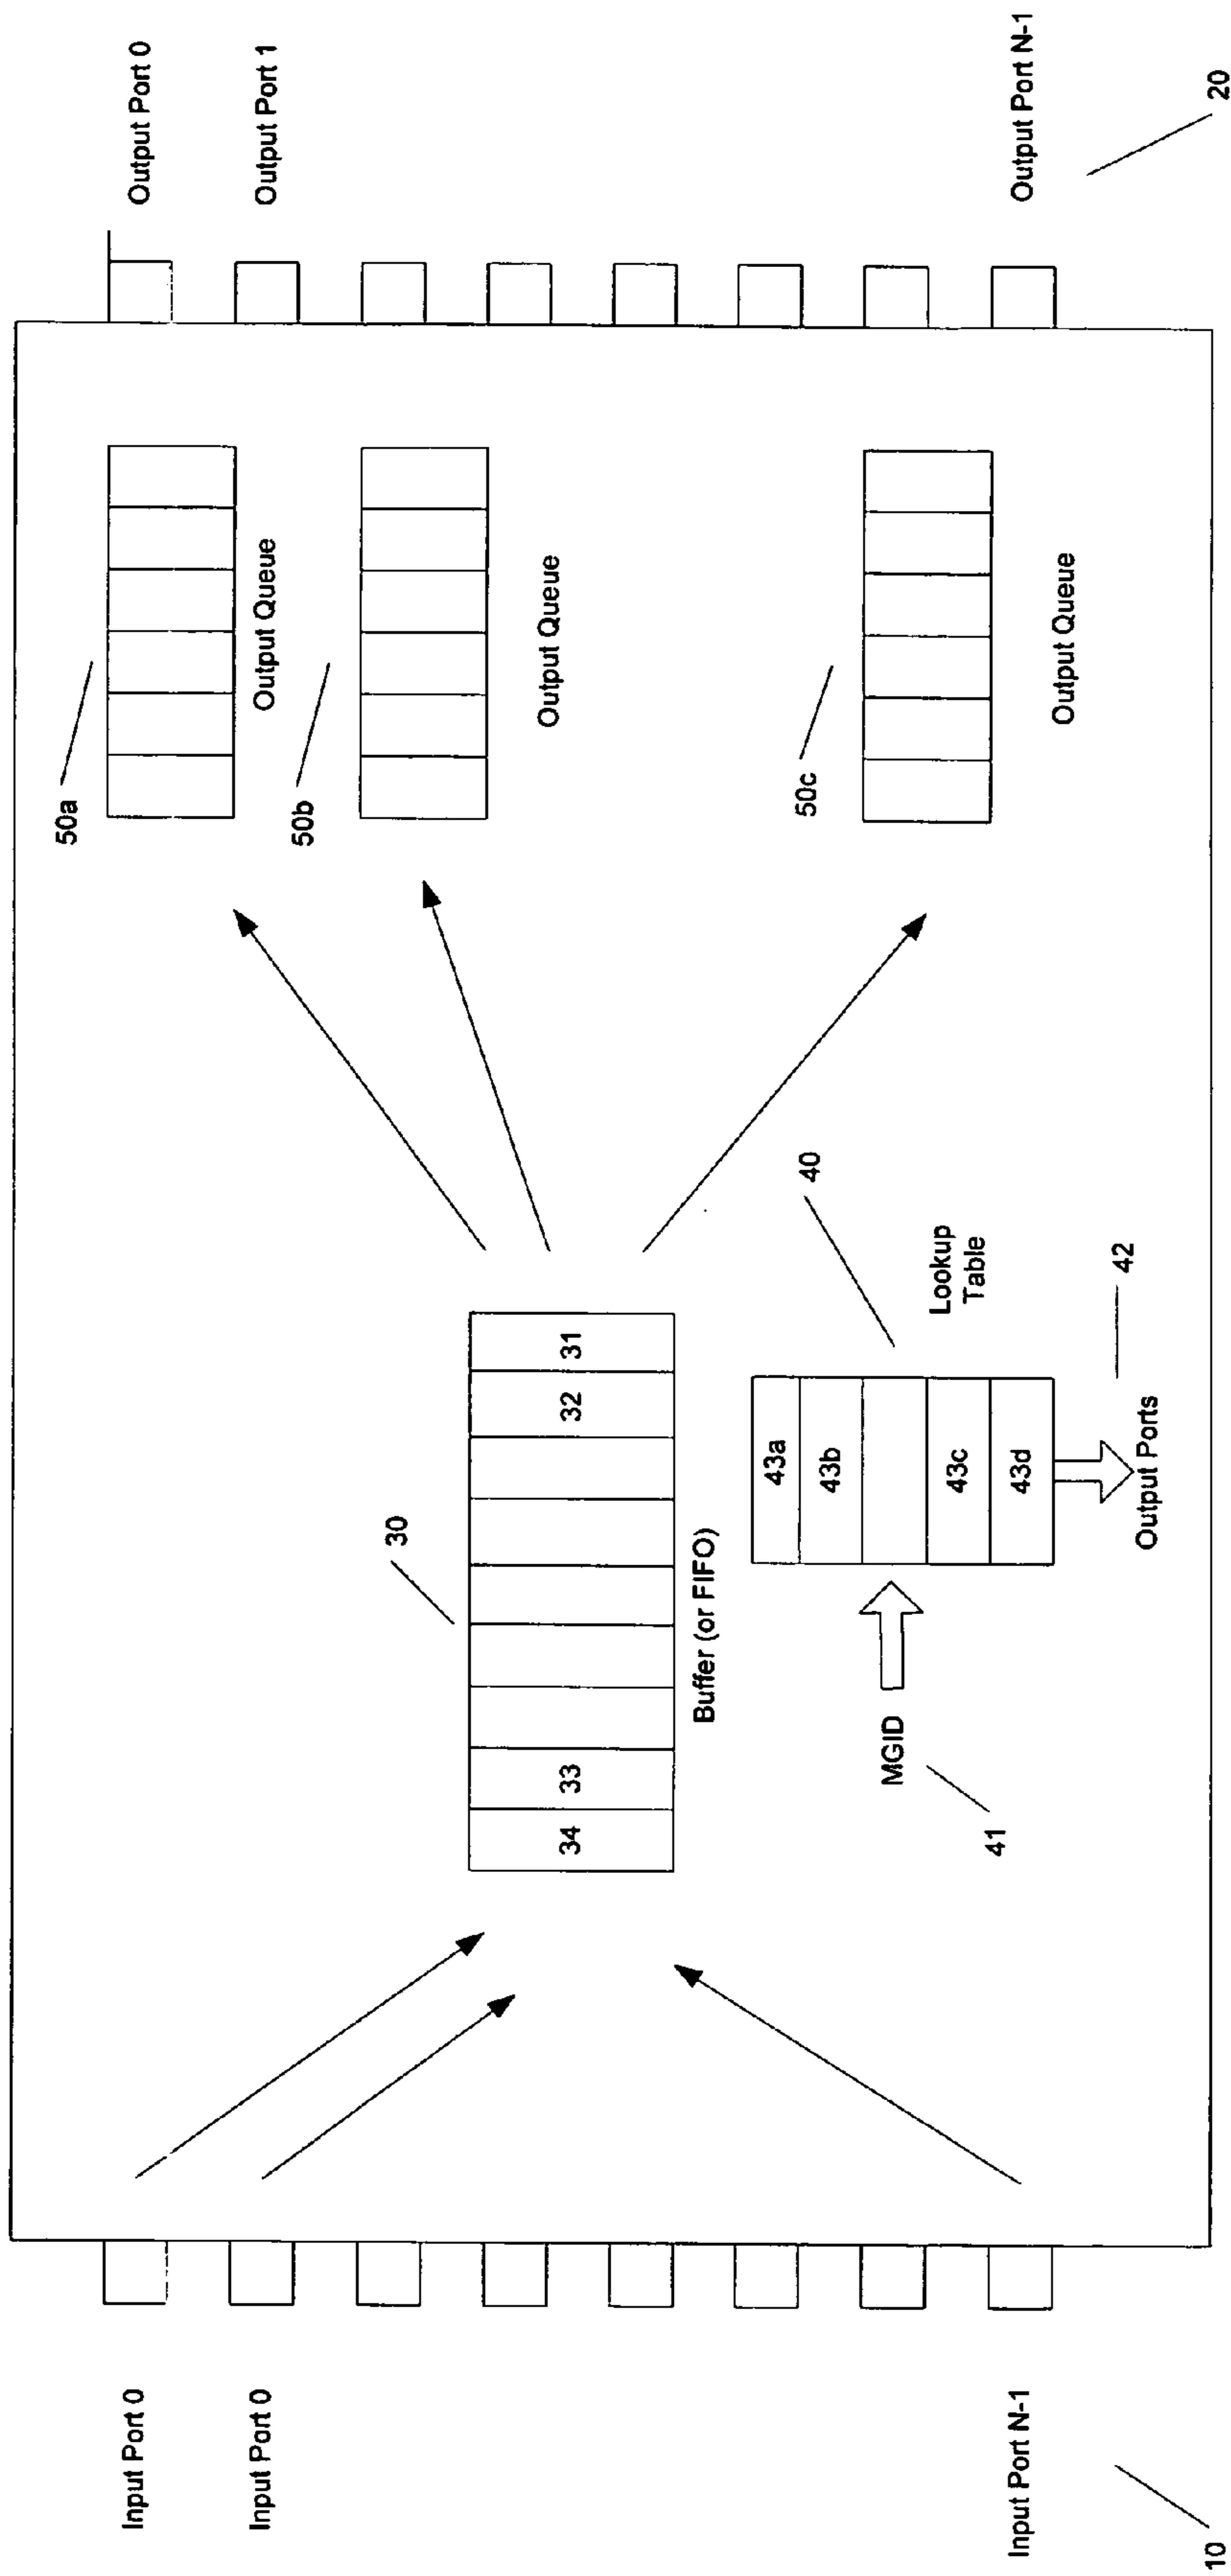 Input Port 0
Input Port 0
Input Port N-1
10
34
33
32
31
30
Buffer (or FIFO)
MGID
41
43a
43b
43c
43d
Lookup
Table
40
Output Ports
42
50a
Output Queue
50b
Output Queue
50c
Output Queue
Output Port 0
Output Port 1
Output Port N-1
20